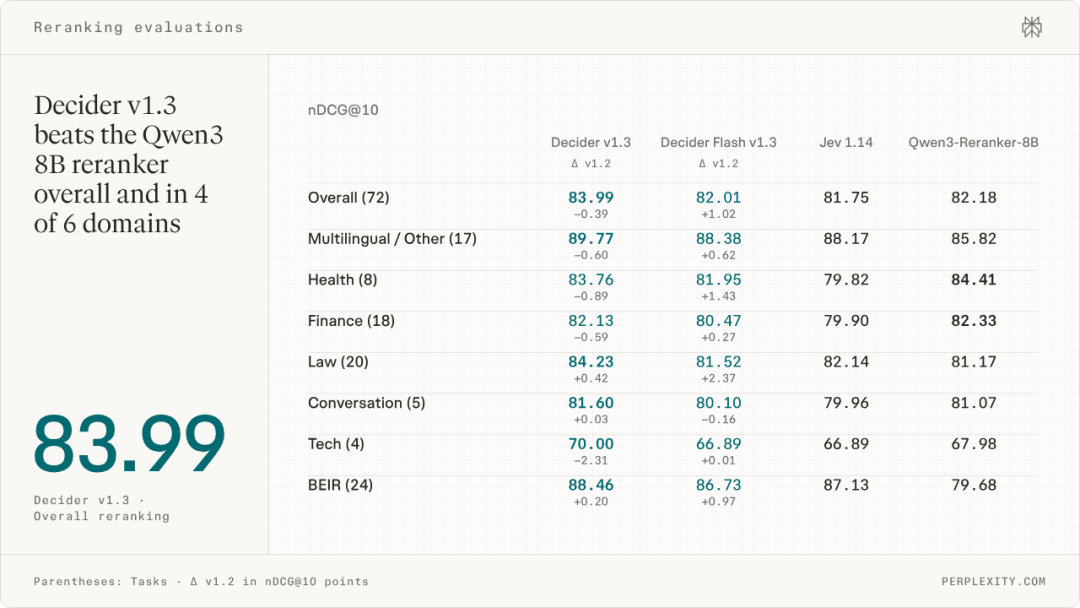 Reranking evaluations
Decider v1.3
beats the Qwen3
8B reranker
overall and in 4
of 6 domains
83.99
Decider v1.3 ·
Overall reranking
nDCG@10
Decider v1.3 Decider Flash v1.3 Jev 1.14 Qwen3-Reranker-8B
Δ v1.2 Δ v1.2
Overall (72) 83.99 82.01 81.75 82.18
−0.39 +1.02
Multilingual / Other (17) 89.77 88.38 88.17 85.82
−0.60 +0.62
Health (8) 83.76 81.95 79.82 84.41
−0.89 +1.43
Finance (18) 82.13 80.47 79.90 82.33
−0.59 +0.27
Law (20) 84.23 81.52 82.14 81.17
+0.42 +2.37
Conversation (5) 81.60 80.10 79.96 81.07
+0.03 −0.16
Tech (4) 70.00 66.89 66.89 67.98
−2.31 +0.01
BEIR (24) 88.46 86.73 87.13 79.68
+0.20 +0.97
Parentheses: Tasks · Δ v1.2 in nDCG@10 points
PERPLEXITY.COM